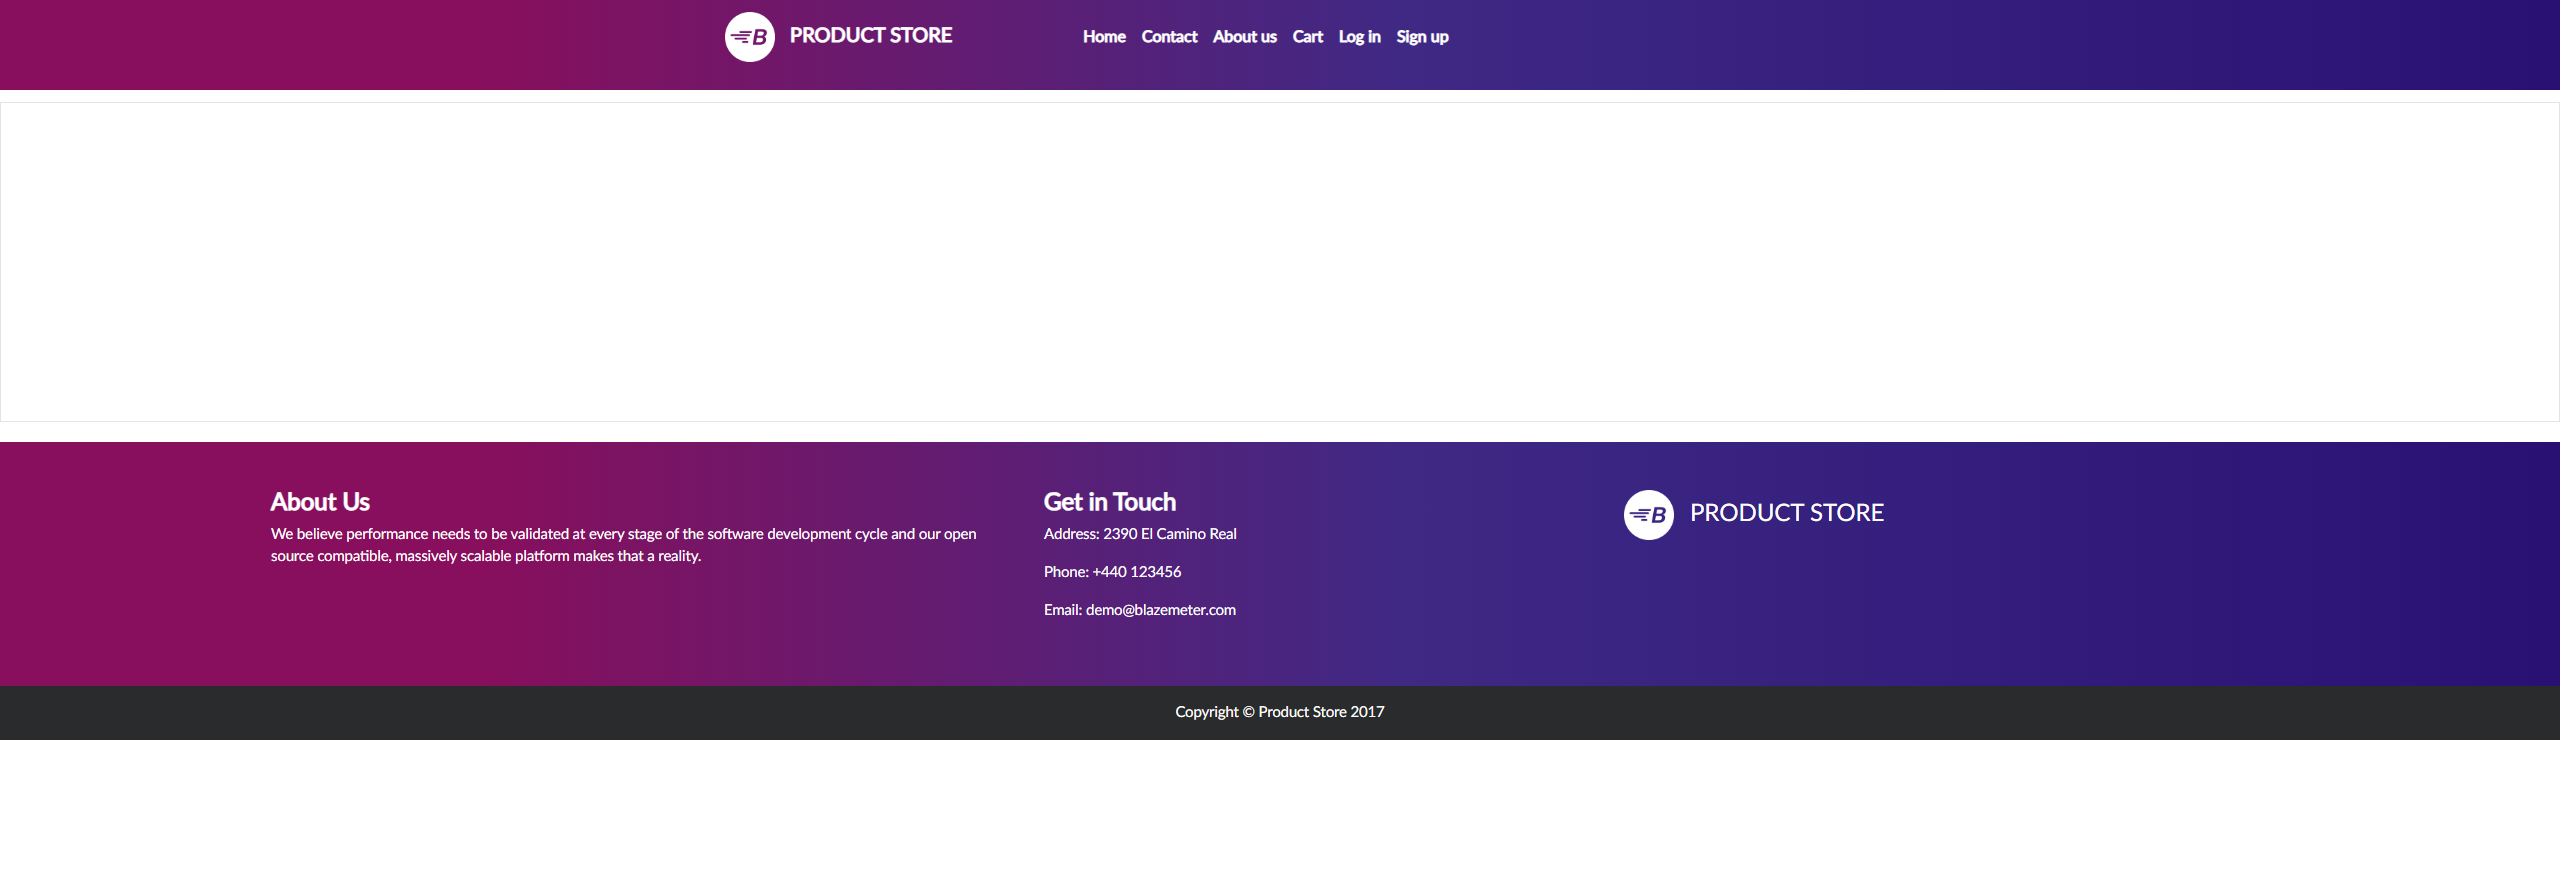 B PRODUCT STORE Home Contact About us Cart Log in Sign up
About Us
We believe performance needs to be validated at every stage of the software development cycle and our open
source compatible, massively scalable platform makes that a reality.
Get in Touch
Address: 2390 El Camino Real
Phone: +440 123456
Email: demo@blazemeter.com
B PRODUCT STORE
Copyright © Product Store 2017